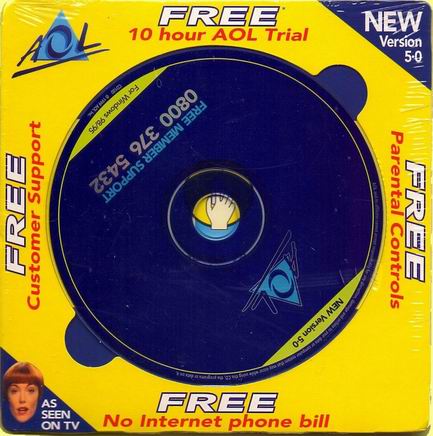 AOL
FREE
10 hour AOL Trial
NEW
Version
5·0
FREE
Customer Support
For Windows 98/95
FREE MEMBER SUPPORT
0800 376 5432
AOL
NEW Version 5·0
FREE
Parental Controls
AS
SEEN
ON TV
FREE
No Internet phone bill